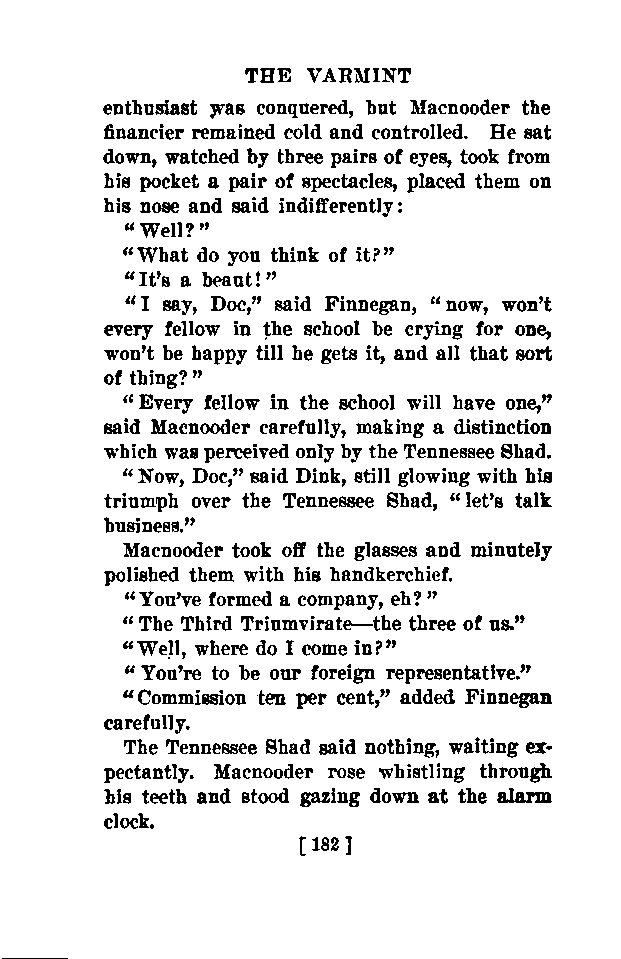 THE VARMINT
enthusiast was conquered, but Macnooder the
financier remained cold and controlled. He sat
down, watched by three pairs of eyes, took from
his pocket a pair of spectacles, placed them on
his nose and said indifferently:
“Well?”
“What do you think of it?”
“It’s a beaut!”
“I say, Doc,” said Finnegan, “now, won’t
every fellow in the school be crying for one,
won’t be happy till he gets it, and all that sort
of thing?”
“Every fellow in the school will have one,”
said Macnooder carefully, making a distinction
which was perceived only by the Tennessee Shad.
“Now, Doc,” said Dink, still glowing with his
triumph over the Tennessee Shad, “let’s talk
business.”
Macnooder took off the glasses and minutely
polished them with his handkerchief.
“You’ve formed a company, eh?”
“The Third Triumvirate—the three of us.”
“Well, where do I come in?”
“You’re to be our foreign representative.”
“Commission ten per cent,” added Finnegan
carefully.
The Tennessee Shad said nothing, waiting ex-
pectantly. Macnooder rose whistling through
his teeth and stood gazing down at the alarm
clock.
[182]